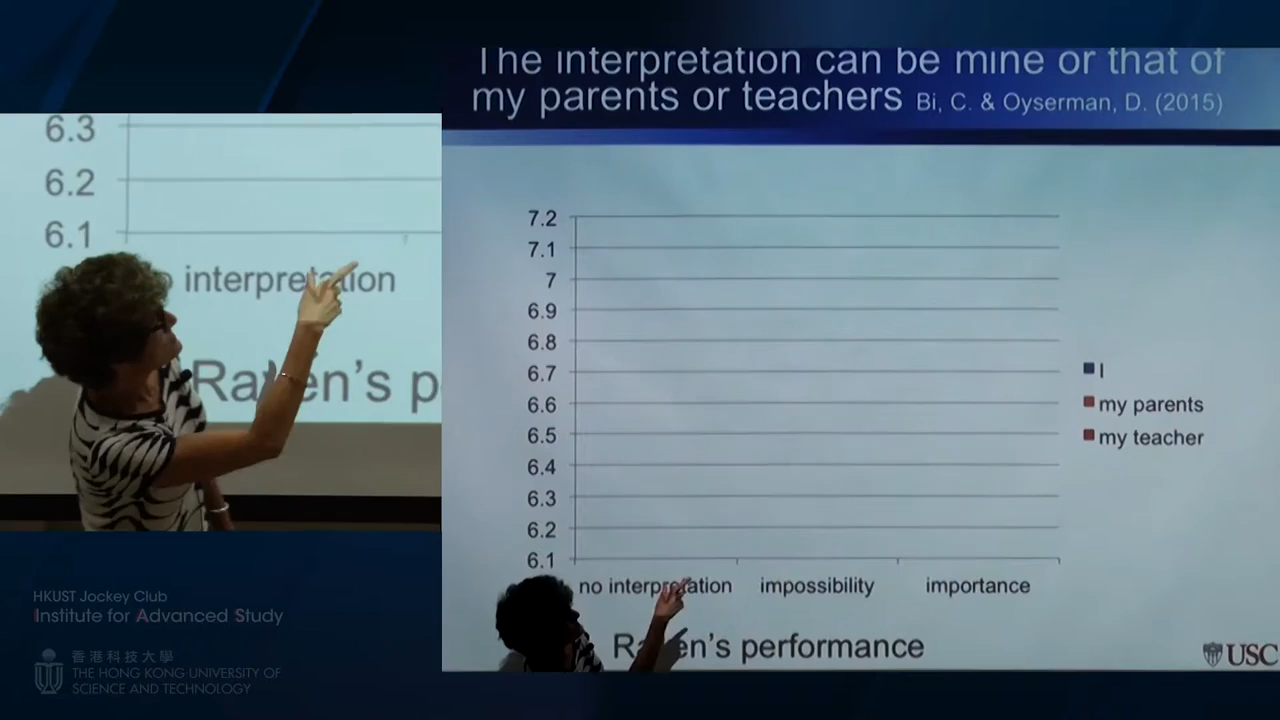 6.3
6.2
6.1
interpretation
Raven's p
HKUST Jockey Club
Institute for Advanced Study
香港科技大學
THE HONG KONG UNIVERSITY OF
SCIENCE AND TECHNOLOGY
The interpretation can be mine or that of
my parents or teachers Bi, C. & Oyserman, D. (2015)
7.2
7.1
7
6.9
6.8
6.7
6.6
6.5
6.4
6.3
6.2
6.1
no interpretation impossibility importance
Raven's performance
I
my parents
my teacher
USC